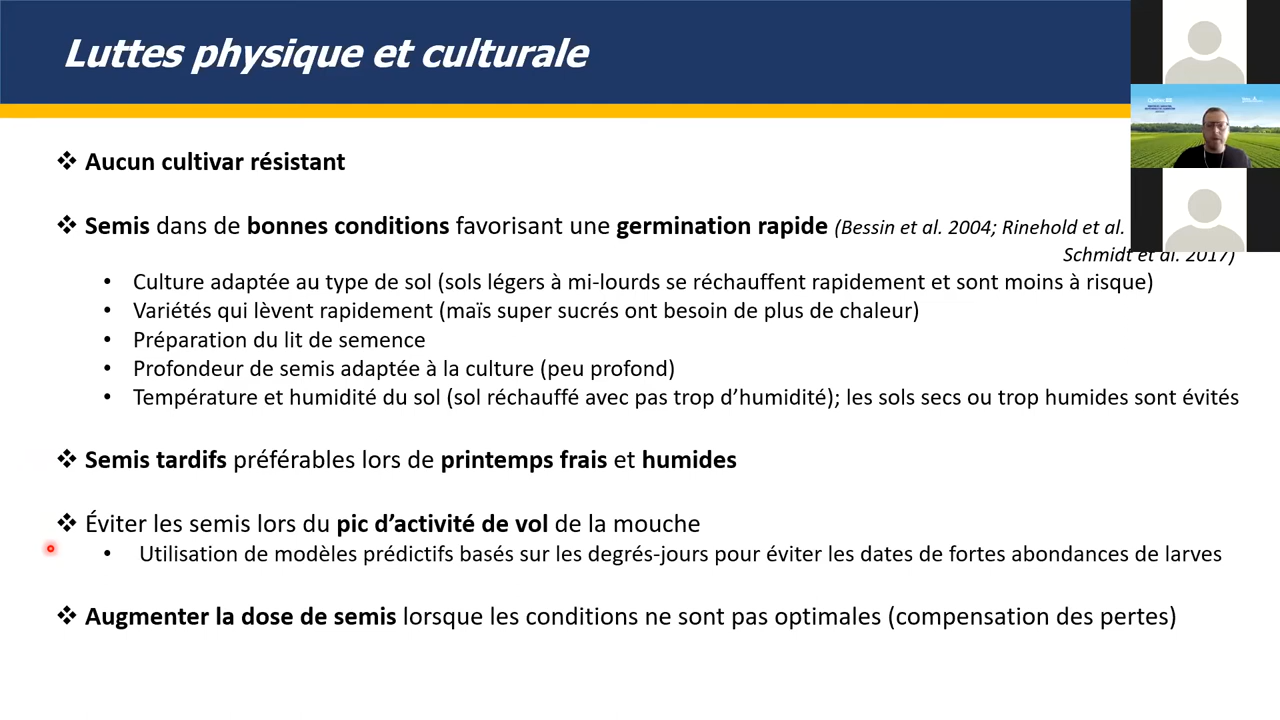 Luttes physique et culturale
❖ Aucun cultivar résistant
❖ Semis dans de bonnes conditions favorisant une germination rapide (Bessin et al. 2004; Rinehold et al.
Schmidt et al. 2017)
• Culture adaptée au type de sol (sols légers à mi-lourds se réchauffent rapidement et sont moins à risque)
• Variétés qui lèvent rapidement (maïs super sucrés ont besoin de plus de chaleur)
• Préparation du lit de semence
• Profondeur de semis adaptée à la culture (peu profond)
• Température et humidité du sol (sol réchauffé avec pas trop d’humidité); les sols secs ou trop humides sont évités
❖ Semis tardifs préférables lors de printemps frais et humides
❖ Éviter les semis lors du pic d’activité de vol de la mouche
• Utilisation de modèles prédictifs basés sur les degrés-jours pour éviter les dates de fortes abondances de larves
❖ Augmenter la dose de semis lorsque les conditions ne sont pas optimales (compensation des pertes)